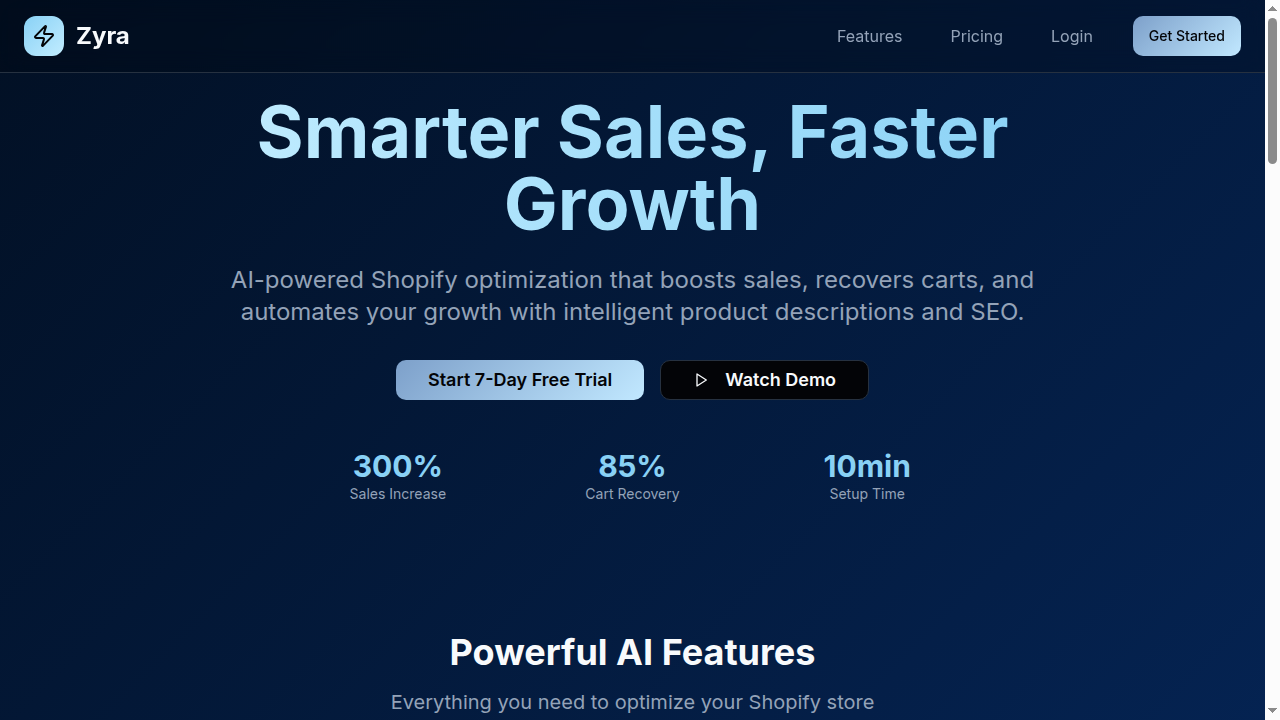 Zyra
Features
Pricing
Login
Get Started
Smarter Sales, Faster
Growth
AI-powered Shopify optimization that boosts sales, recovers carts, and
automates your growth with intelligent product descriptions and SEO.
Start 7-Day Free Trial
Watch Demo
300%
Sales Increase
85%
Cart Recovery
10min
Setup Time
Powerful AI Features
Everything you need to optimize your Shopify store